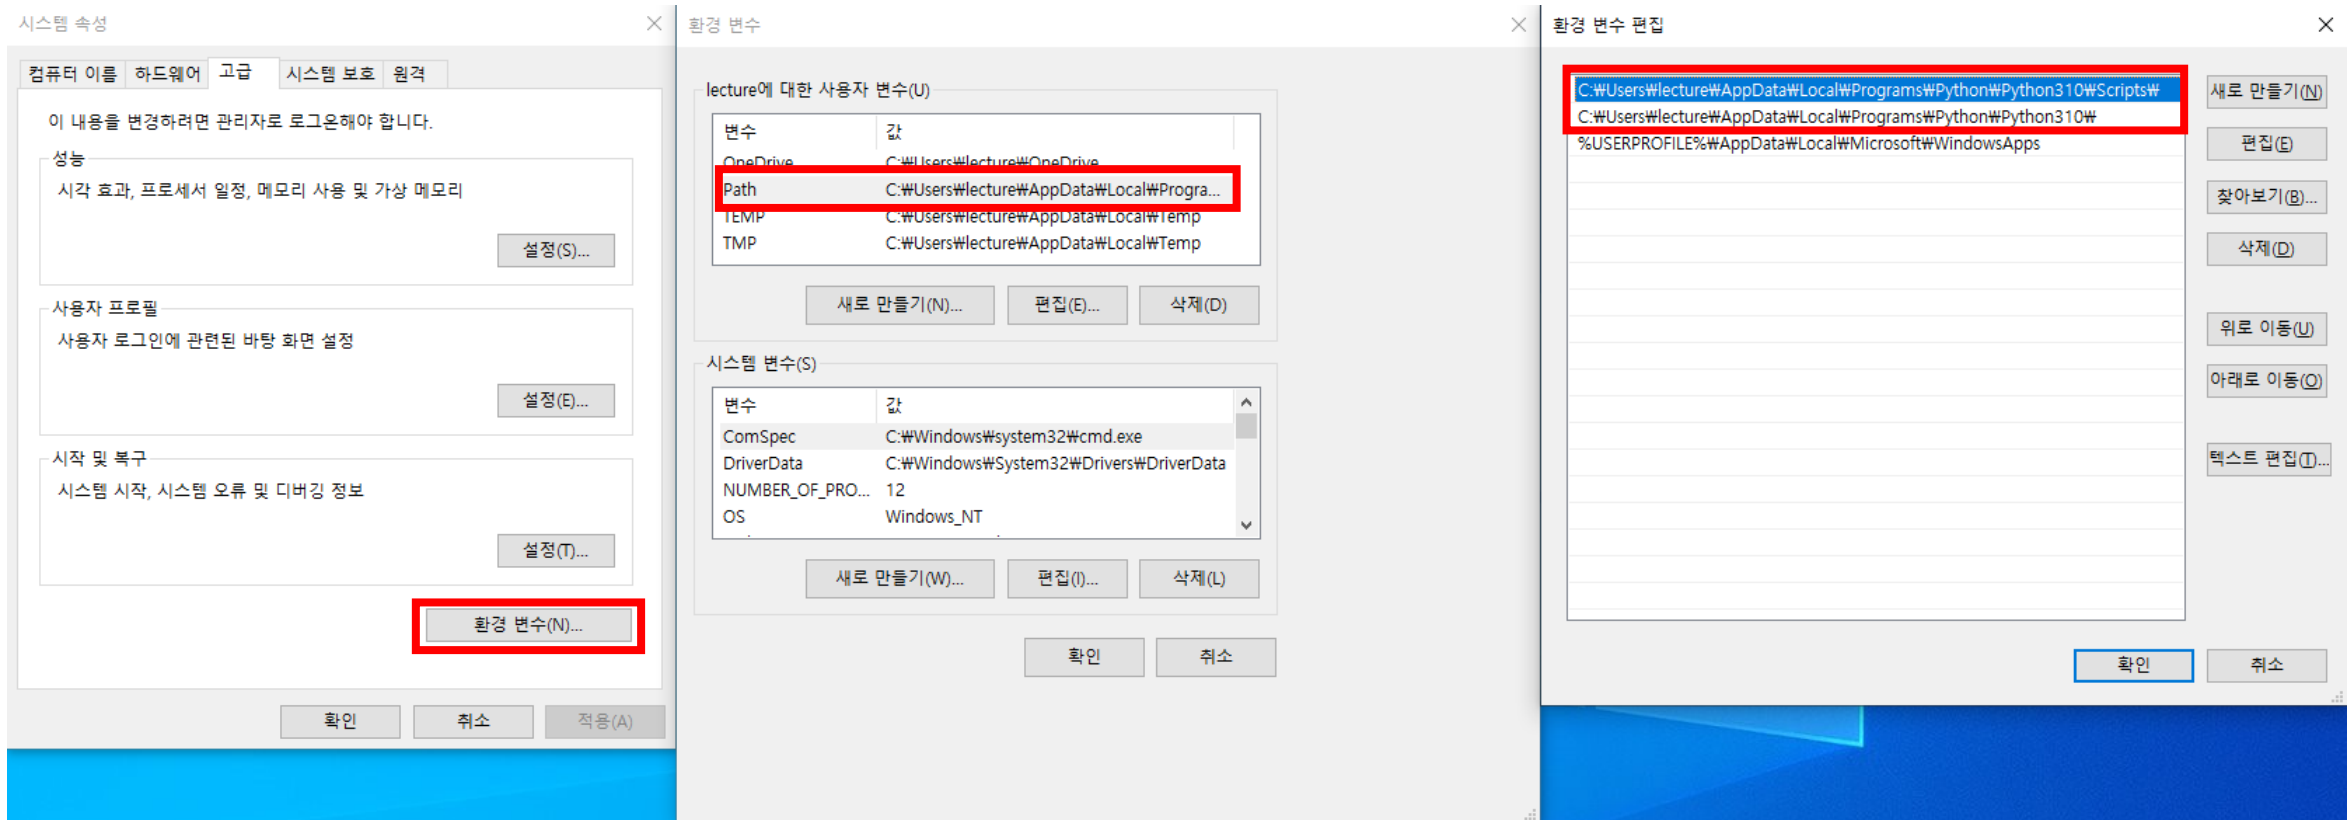 시스템 속성
컴퓨터 이름 하드웨어 고급 시스템 보호 원격
이 내용을 변경하려면 관리자로 로그온해야 합니다.
성능
시각 효과, 프로세서 일정, 메모리 사용 및 가상 메모리
설정(S)...
사용자 프로필
사용자 로그인에 관련된 바탕 화면 설정
설정(E)...
시작 및 복구
시스템 시작, 시스템 오류 및 디버깅 정보
설정(T)...
환경 변수(N)...
확인 취소 적용(A)
환경 변수
lecture에 대한 사용자 변수(U)
변수 값
OneDrive C:₩Users₩lecture₩OneDrive
Path C:₩Users₩lecture₩AppData₩Local₩Progra...
TEMP C:₩Users₩lecture₩AppData₩Local₩Temp
TMP C:₩Users₩lecture₩AppData₩Local₩Temp
새로 만들기(N)... 편집(E)... 삭제(D)
시스템 변수(S)
변수 값
ComSpec C:₩Windows₩system32₩cmd.exe
DriverData C:₩Windows₩System32₩Drivers₩DriverData
NUMBER_OF_PRO... 12
OS Windows_NT
새로 만들기(W)... 편집(I)... 삭제(L)
확인 취소
환경 변수 편집
C:₩Users₩lecture₩AppData₩Local₩Programs₩Python₩Python310₩Scripts₩
C:₩Users₩lecture₩AppData₩Local₩Programs₩Python₩Python310₩
%USERPROFILE%₩AppData₩Local₩Microsoft₩WindowsApps
새로 만들기(N)
편집(E)
찾아보기(B)...
삭제(D)
위로 이동(U)
아래로 이동(O)
텍스트 편집(T)...
확인 취소